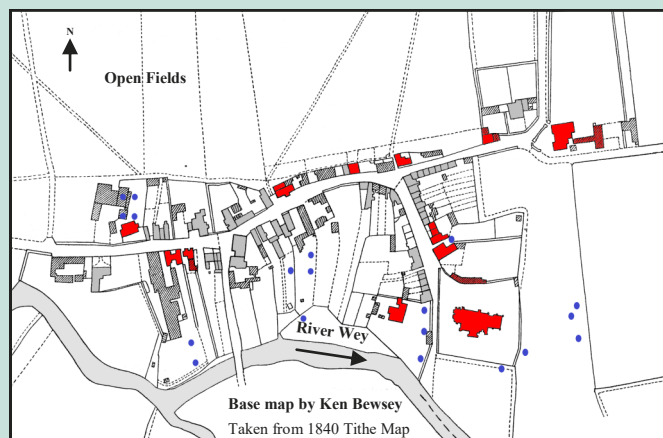 N
Open Fields
River Wey
Base map by Ken Bewsey
Taken from 1840 Tithe Map